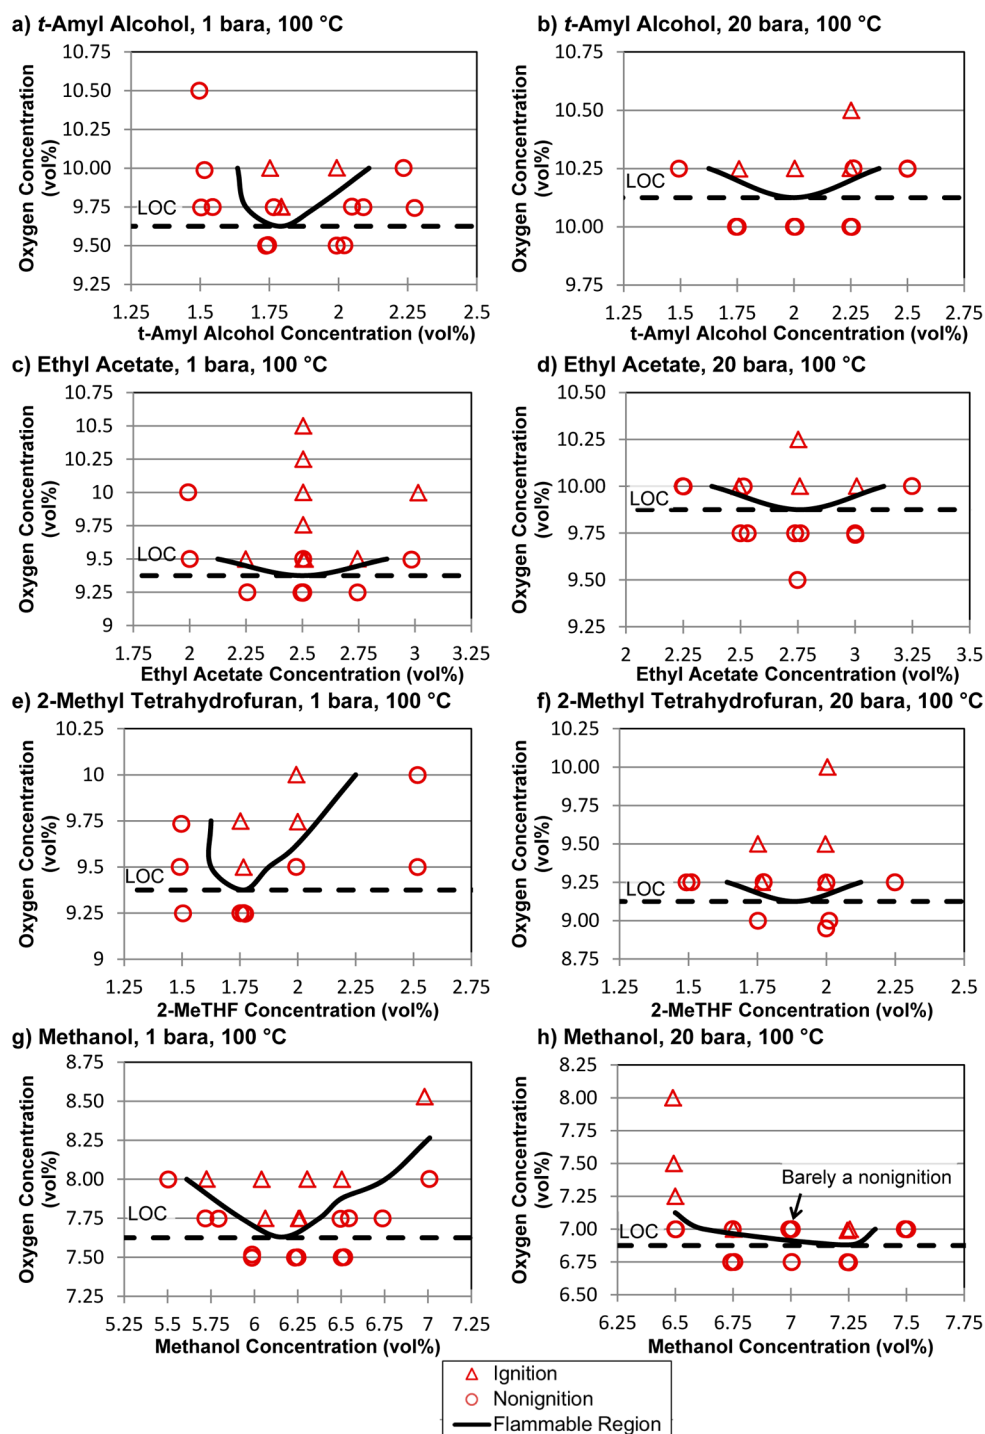 a) t-Amyl Alcohol, 1 bara, 100 °C
Oxygen Concentration
(vol%)
10.75
10.50
10.25
10.00
9.75
9.50
9.25
LOC
1.25 1.5 1.75 2 2.25 2.5
t-Amyl Alcohol Concentration (vol%)
b) t-Amyl Alcohol, 20 bara, 100 °C
Oxygen Concentration
(vol%)
10.75
10.50
10.25
10.00
9.75
LOC
1.25 1.5 1.75 2 2.25 2.5 2.75
t-Amyl Alcohol Concentration (vol%)
c) Ethyl Acetate, 1 bara, 100 °C
Oxygen Concentration
(vol%)
10.75
10.5
10.25
10
9.75
9.5
9.25
9
LOC
1.75 2 2.25 2.5 2.75 3 3.25
Ethyl Acetate Concentration (vol%)
d) Ethyl Acetate, 20 bara, 100 °C
Oxygen Concentration
(vol%)
10.50
10.25
10.00
9.75
9.50
9.25
LOC
2 2.25 2.5 2.75 3 3.25 3.5
Ethyl Acetate Concentration (vol%)
e) 2-Methyl Tetrahydrofuran, 1 bara, 100 °C
Oxygen Concentration
(vol%)
10.25
10
9.75
9.5
9.25
9
LOC
1.25 1.5 1.75 2 2.25 2.5 2.75
2-MeTHF Concentration (vol%)
f) 2-Methyl Tetrahydrofuran, 20 bara, 100 °C
Oxygen Concentration
(vol%)
10.25
10.00
9.75
9.50
9.25
9.00
8.75
LOC
1.25 1.5 1.75 2 2.25 2.5
2-MeTHF Concentration (vol%)
g) Methanol, 1 bara, 100 °C
Oxygen Concentration
(vol%)
8.75
8.50
8.25
8.00
7.75
7.50
7.25
LOC
5.25 5.5 5.75 6 6.25 6.5 6.75 7 7.25
Methanol Concentration (vol%)
h) Methanol, 20 bara, 100 °C
Oxygen Concentration
(vol%)
8.25
8.00
7.75
7.50
7.25
7.00
6.75
6.50
Barely a nonignition
LOC
6.25 6.5 6.75 7 7.25 7.5 7.75
Methanol Concentration (vol%)
Ignition
Nonignition
Flammable Region